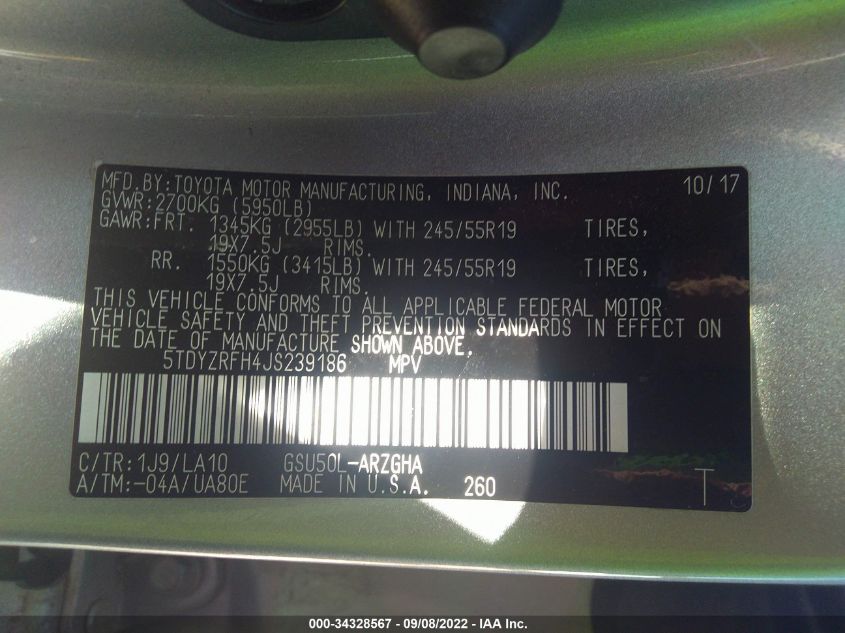 MFD.BY:TOYOTA MOTOR MANUFACTURING, INDIANA, INC. 10/17
GVWR:2700KG (5950LB)
GAWR:FRT. 1345KG (2955LB) WITH 245/55R19 TIRES,
19X7.5J RIMS.
RR. 1550KG (3415LB) WITH 245/55R19 TIRES,
19X7.5J RIMS.
THIS VEHICLE CONFORMS TO ALL APPLICABLE FEDERAL MOTOR
VEHICLE SAFETY AND THEFT PREVENTION STANDARDS IN EFFECT ON
THE DATE OF MANUFACTURE SHOWN ABOVE.
5TDYZRFH4JS239186 MPV
C/TR:1J9/LA10 GSU50L-ARZGHA
A/TM:-04A/UA80E MADE IN U.S.A. 260 T
000-34328567 - 09/08/2022 - IAA Inc.